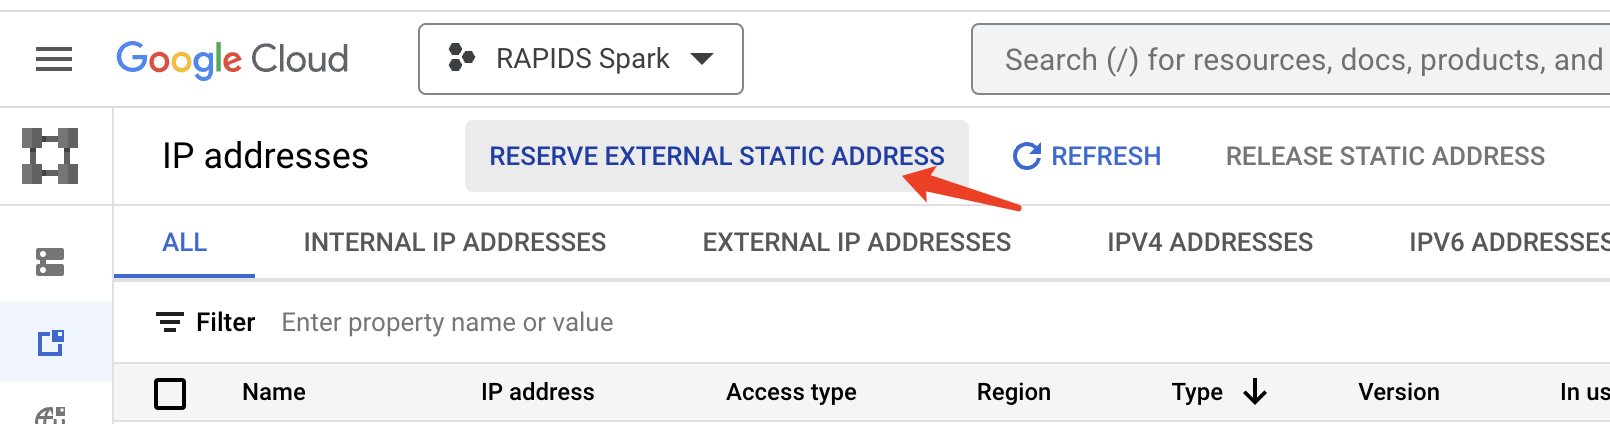 Google Cloud RAPIDS Spark Search (/) for resources, docs, products, and
IP addresses RESERVE EXTERNAL STATIC ADDRESS REFRESH RELEASE STATIC ADDRESS
ALL INTERNAL IP ADDRESSES EXTERNAL IP ADDRESSES IPV4 ADDRESSES IPV6 ADDRESSES
Filter Enter property name or value
Name IP address Access type Region Type Version In us